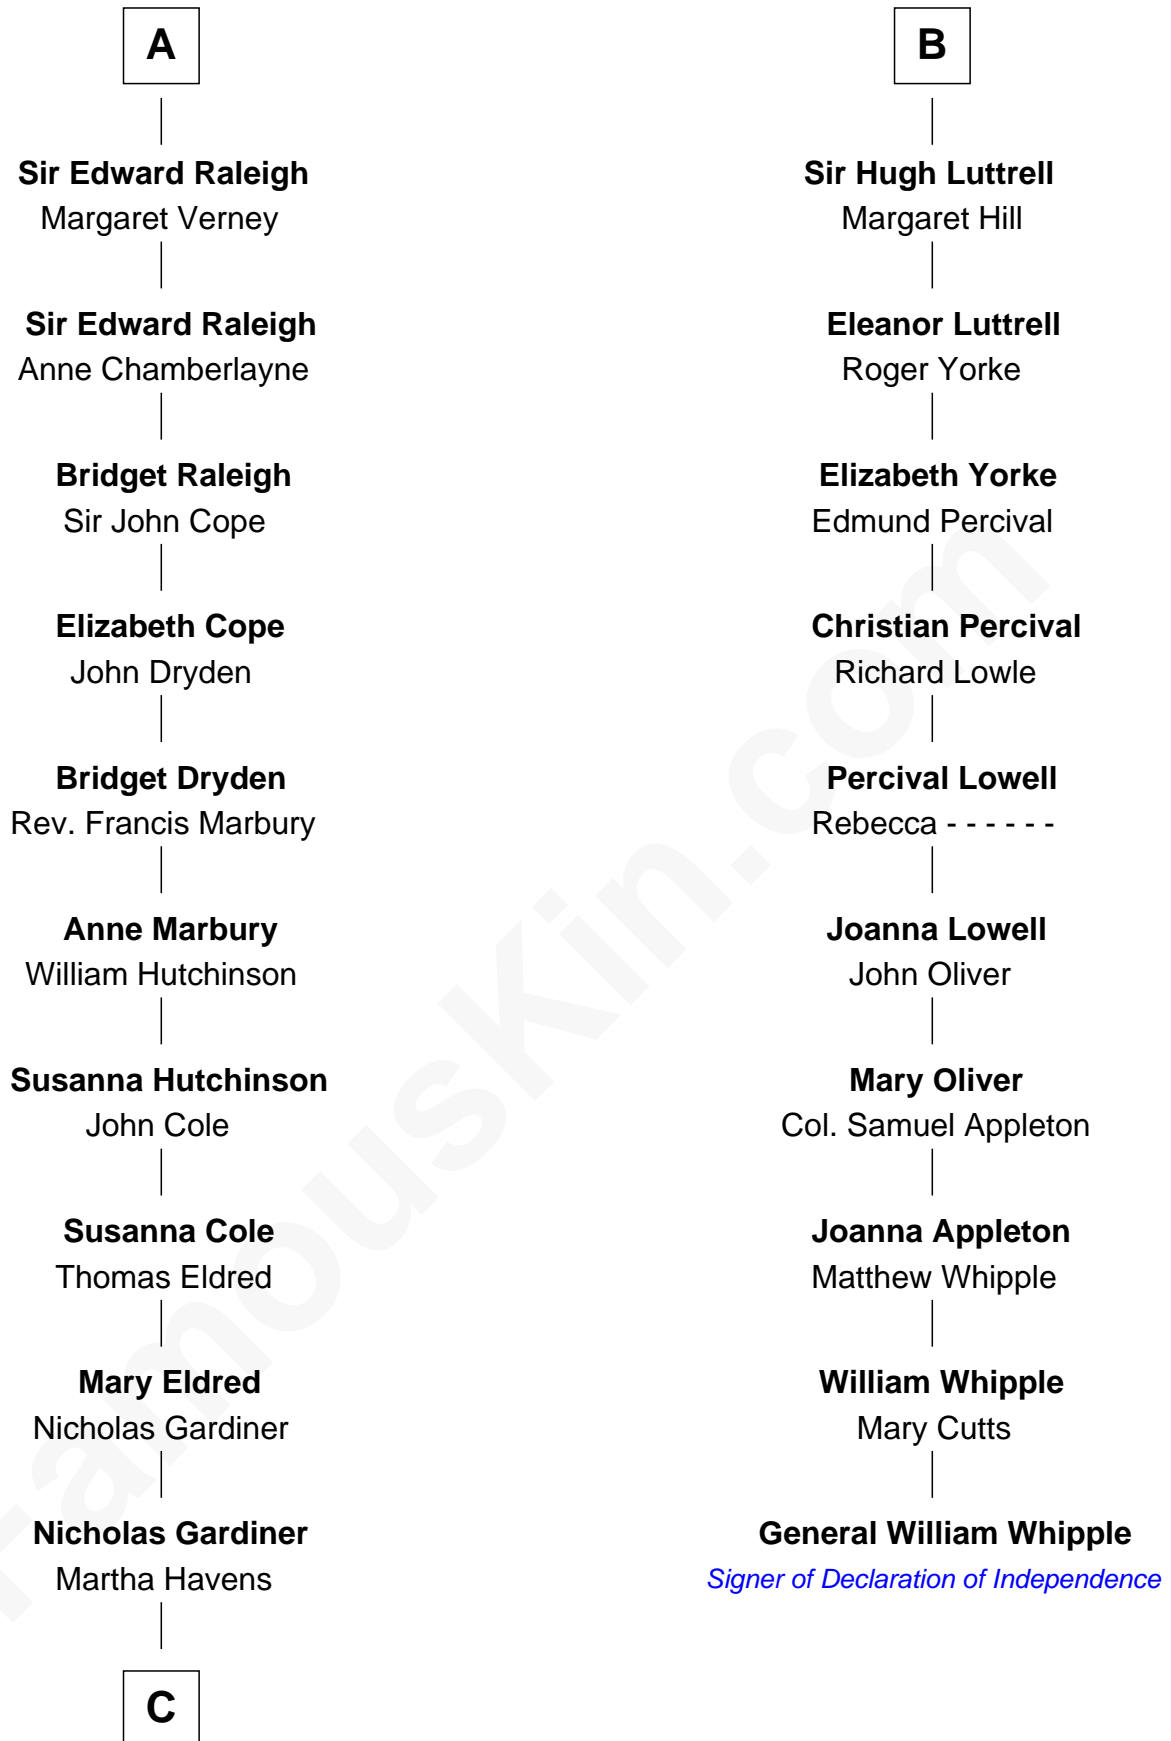 A
Sir Edward Raleigh
Margaret Verney
Sir Edward Raleigh
Anne Chamberlayne
Bridget Raleigh
Sir John Cope
Elizabeth Cope
John Dryden
Bridget Dryden
Rev. Francis Marbury
Anne Marbury
William Hutchinson
Susanna Hutchinson
John Cole
Susanna Cole
Thomas Eldred
Mary Eldred
Nicholas Gardiner
Nicholas Gardiner
Martha Havens
C
B
Sir Hugh Luttrell
Margaret Hill
Eleanor Luttrell
Roger Yorke
Elizabeth Yorke
Edmund Percival
Christian Percival
Richard Lowle
Percival Lowell
Rebecca - - - - - -
Joanna Lowell
John Oliver
Mary Oliver
Col. Samuel Appleton
Joanna Appleton
Matthew Whipple
William Whipple
Mary Cutts
General William Whipple
Signer of Declaration of Independence
FamousKin.com